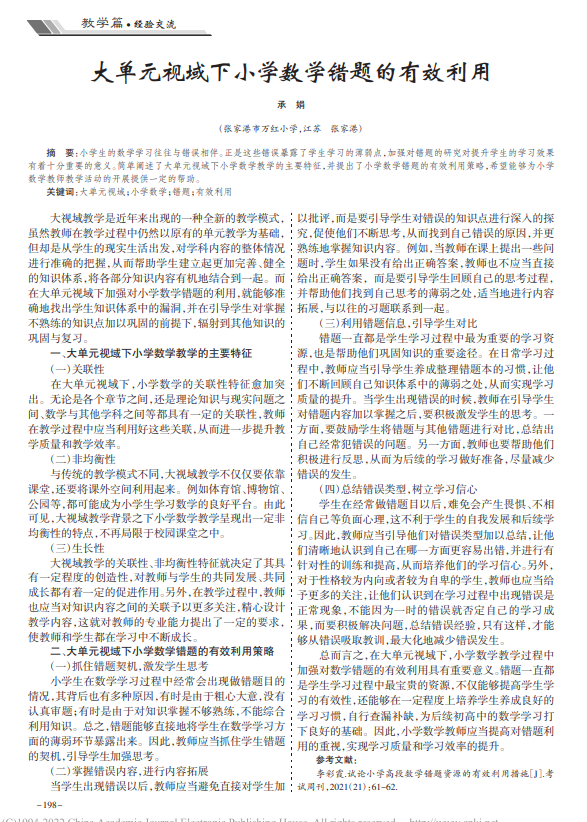 教学篇•经验交流
大单元视域下小学数学错题的有效利用
承 娟
(张家港市万红小学,江苏 张家港)
摘 要:小学生的数学学习往往与错误相伴。正是这些错误暴露了学生学习的薄弱点,加强对错题的研究对提升学生的学习效果
有着十分重要的意义。简单阐述了大单元视域下小学数学教学的主要特征,并提出了小学数学错题的有效利用策略,希望能够为小学
数学教师教学活动的开展提供一定的帮助。
关键词:大单元视域;小学数学;错题;有效利用
大视域教学是近年来出现的一种全新的教学模式,
虽然教师在教学过程中仍然以原有的单元教学为基础,
但却是从学生的现实生活出发,对学科内容的整体情况
进行准确的把握,从而帮助学生建立起更加完善、健全
的知识体系,将各部分知识内容有机地结合到一起。而
在大单元视域下加强对小学数学错题的利用,就能够准
确地找出学生知识体系中的漏洞,并在引导学生对掌握
不熟练的知识点加以巩固的前提下,辐射到其他知识的
巩固与复习。
一、大单元视域下小学数学教学的主要特征
(一)关联性
在大单元视域下,小学数学的关联性特征愈加突
出。无论是各个章节之间,还是理论知识与现实问题之
间、数学与其他学科之间等都具有一定的关联性,教师
在教学过程中应当利用好这些关联,从而进一步提升教
学质量和教学效率。
(二)非均衡性
与传统的教学模式不同,大视域教学不仅仅要依靠
课堂,还要将课外空间利用起来。例如体育馆、博物馆、
公园等,都可能成为小学生学习数学的良好平台。由此
可见,大视域教学背景之下小学数学教学呈现出一定非
均衡性的特点,不再局限于校园课堂之中。
(三)生长性
大视域教学的关联性、非均衡性特征就决定了其具
有一定程度的创造性,对教师与学生的共同发展、共同
成长都有着一定的促进作用。另外,在教学过程中,教师
也应当对知识内容之间的关联予以更多关注,精心设计
教学内容,这就对教师的专业能力提出了一定的要求,
使教师和学生都在学习中不断成长。
二、大单元视域下小学数学错题的有效利用策略
(一)抓住错题契机,激发学生思考
小学生在数学学习过程中经常会出现做错题目的
情况,其背后也有多种原因,有时是由于粗心大意,没有
认真审题;有时是由于对知识掌握不够熟练,不能综合
利用知识。总之,错题能够直接地将学生在数学学习方
面的薄弱环节暴露出来。因此,教师应当抓住学生错题
的契机,引导学生加强思考。
(二)掌握错误内容,进行内容拓展
当学生出现错误以后,教师应当避免直接对学生加
以批评,而是要引导学生对错误的知识点进行深入的探
究,促使他们不断思考,从而找到自己错误的原因,并更
熟练地掌握知识内容。例如,当教师在课上提出一些问
题时,学生如果没有给出正确答案,教师也不应当直接
给出正确答案,而是要引导学生回顾自己的思考过程,
并帮助他们找到自己思考的薄弱之处,适当地进行内容
拓展,与以往的习题联系到一起。
(三)利用错题信息,引导学生对比
错题一直都是学生学习过程中最为重要的学习资
源,也是帮助他们巩固知识的重要途径。在日常学习过
程中,教师应当引导学生养成整理错题本的习惯,让他
们不断回顾自己知识体系中的薄弱之处,从而实现学习
质量的提升。当学生出现错误的时候,教师在引导学生
对错题内容加以掌握之后,要积极激发学生的思考。一
方面,要鼓励学生将错题与其他错题进行对比,总结出
自己经常犯错误的问题。另一方面,教师也要帮助他们
积极进行反思,从而为后续的学习做好准备,尽量减少
错误的发生。
(四)总结错误类型,树立学习信心
学生在经常做错题目以后,难免会产生畏惧、不相
信自己等负面心理,这不利于学生的自我发展和后续学
习。因此,教师应当引导他们对错误类型加以总结,让他
们清晰地认识到自己在哪一方面更容易出错,并进行有
针对性的训练和提高,从而培养他们的学习信心。另外,
对于性格较为内向或者较为自卑的学生,教师也应当给
予更多的关注,让他们认识到在学习过程中出现错误是
正常现象,不能因为一时的错误就否定自己的学习成
果,而要积极解决问题,总结错误经验,只有这样,才能
够从错误吸取教训,最大化地减少错误发生。
总而言之,在大单元视域下,小学数学教学过程中
加强对数学错题的有效利用具有重要意义。错题一直都
是学生学习过程中最宝贵的资源,不仅能够提高学生学
习的有效性,还能够在一定程度上培养学生养成良好的
学习习惯,自行查漏补缺,为后续初高中的数学学习打
下良好的基础。因此,小学数学教师应当提高对错题利
用的重视,实现学习质量和学习效率的提升。
参考文献:
李彩霞.试论小学高段数学错题资源的有效利用措施[J].考
试周刊,2021(21):61-62.
-198-
(C)1994-2022 China Academic Journal Electronic Publishing House. All rights reserved. http://www.cnki.net